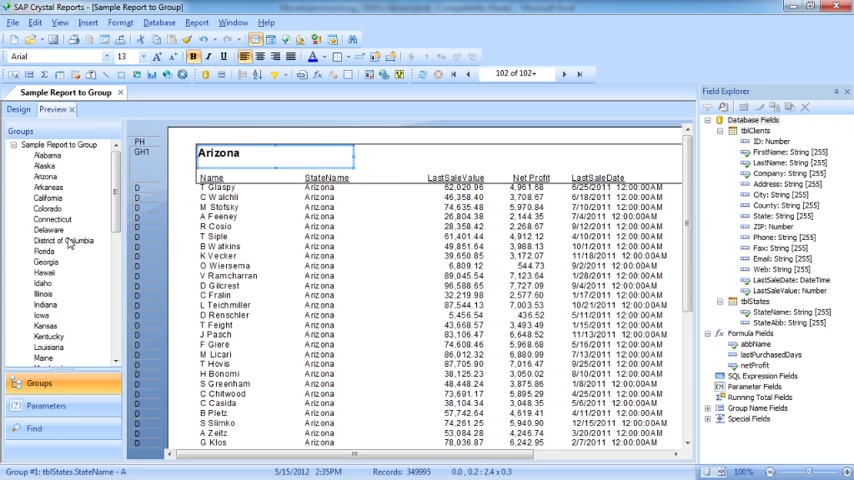 SAP Crystal Reports - [Sample Report to Group]
File Edit View Insert Format Database Report Window Help
Arial 13 B I U A
102 of 102+
Sample Report to Group ×
Design Preview ×
Groups
Sample Report to Group
Alabama
Alaska
Arizona
Arkansas
California
Colorado
Connecticut
Delaware
District of Columbia
Florida
Georgia
Hawaii
Idaho
Illinois
Indiana
Iowa
Kansas
Kentucky
Louisiana
Maine
Groups
Parameters
Find
PH
GH1
Arizona
Name StateName LastSaleValue Net Profit LastSaleDate
D T Glaspy Arizona 62,020.96 4,961.68 6/25/2011 12:00:00AM
D C Walchli Arizona 46,358.40 3,708.67 6/18/2011 12:00:00AM
D M Stofsky Arizona 74,635.48 5,970.84 7/10/2011 12:00:00AM
D A Feeney Arizona 26,804.38 2,144.35 7/4/2011 12:00:00AM
D R Cosio Arizona 28,358.42 2,268.67 9/12/2011 12:00:00AM
D T Siple Arizona 61,401.44 4,912.12 4/10/2011 12:00:00AM
D B Watkins Arizona 49,851.64 3,988.13 10/1/2011 12:00:00AM
D K Vecker Arizona 39,650.85 3,172.07 11/18/2011 12:00:00AM
D O Wiersema Arizona 6,809.12 544.73 9/2/2011 12:00:00AM
D V Ramcharran Arizona 89,045.54 7,123.64 1/28/2011 12:00:00AM
D D Gilcrest Arizona 96,588.65 7,727.09 9/4/2011 12:00:00AM
D C Fralin Arizona 32,219.98 2,577.60 1/17/2011 12:00:00AM
D L Teichmiller Arizona 87,544.13 7,003.53 2/1/2011 12:00:00AM
D D Renschler Arizona 5,456.54 436.52 5/11/2011 12:00:00AM
D T Feight Arizona 43,668.57 3,493.49 1/15/2011 12:00:00AM
D J Pasch Arizona 83,106.47 6,648.52 11/13/2011 12:00:00AM
D F Giere Arizona 74,608.46 5,968.68 5/16/2011 12:00:00AM
D M Licari Arizona 86,012.32 6,880.99 7/13/2011 12:00:00AM
D T Hovis Arizona 87,705.90 7,016.47 9/25/2011 12:00:00AM
D H Bonomi Arizona 38,125.23 3,050.02 8/10/2011 12:00:00AM
D S Greenham Arizona 48,448.24 3,875.86 1/8/2011 12:00:00AM
D C Chitwood Arizona 73,691.17 5,895.29 4/25/2011 12:00:00AM
D C Casida Arizona 38,104.34 3,048.35 5/6/2011 12:00:00AM
D B Pletz Arizona 57,742.64 4,619.41 4/11/2011 12:00:00AM
D S Slimko Arizona 74,261.25 5,940.90 12/15/2011 12:00:00AM
D A Zeitz Arizona 53,084.28 4,246.74 3/20/2011 12:00:00AM
D G Klos Arizona 78,036.87 6,242.95 2/7/2011 12:00:00AM
Field Explorer
Database Fields
tblClients
ID: Number
FirstName: String [255]
LastName: String [255]
Company: String [255]
Address: String [255]
City: String [255]
County: String [255]
State: String [255]
ZIP: Number
Phone: String [255]
Fax: String [255]
Email: String [255]
Web: String [255]
LastSaleDate: DateTime
LastSaleValue: Number
tblStates
StateName: String [255]
StateAbb: String [255]
Formula Fields
abbName
lastPurchasedDays
netProfit
SQL Expression Fields
Parameter Fields
Running Total Fields
Group Name Fields
Special Fields
Group #1: tblStates.StateName - A 5/15/2012 2:35PM Records: 349995 0.0 , 0.2 : 2.4 x 0.3 100%